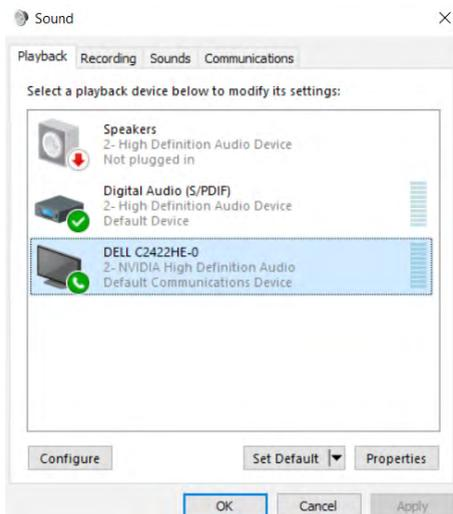 Sound
Playback Recording Sounds Communications
Select a playback device below to modify its settings:
Speakers
2- High Definition Audio Device
Not plugged in
Digital Audio (S/PDIF)
2- High Definition Audio Device
Default Device
DELL C2422HE-0
2- NVIDIA High Definition Audio
Default Communications Device
Configure Set Default Properties
OK Cancel Apply